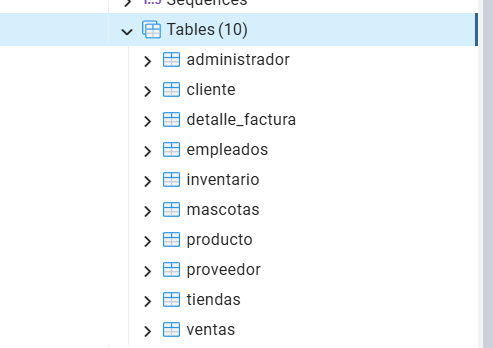 Sequences
Tables (10)
administrador
cliente
detalle_factura
empleados
inventario
mascotas
producto
proveedor
tiendas
ventas